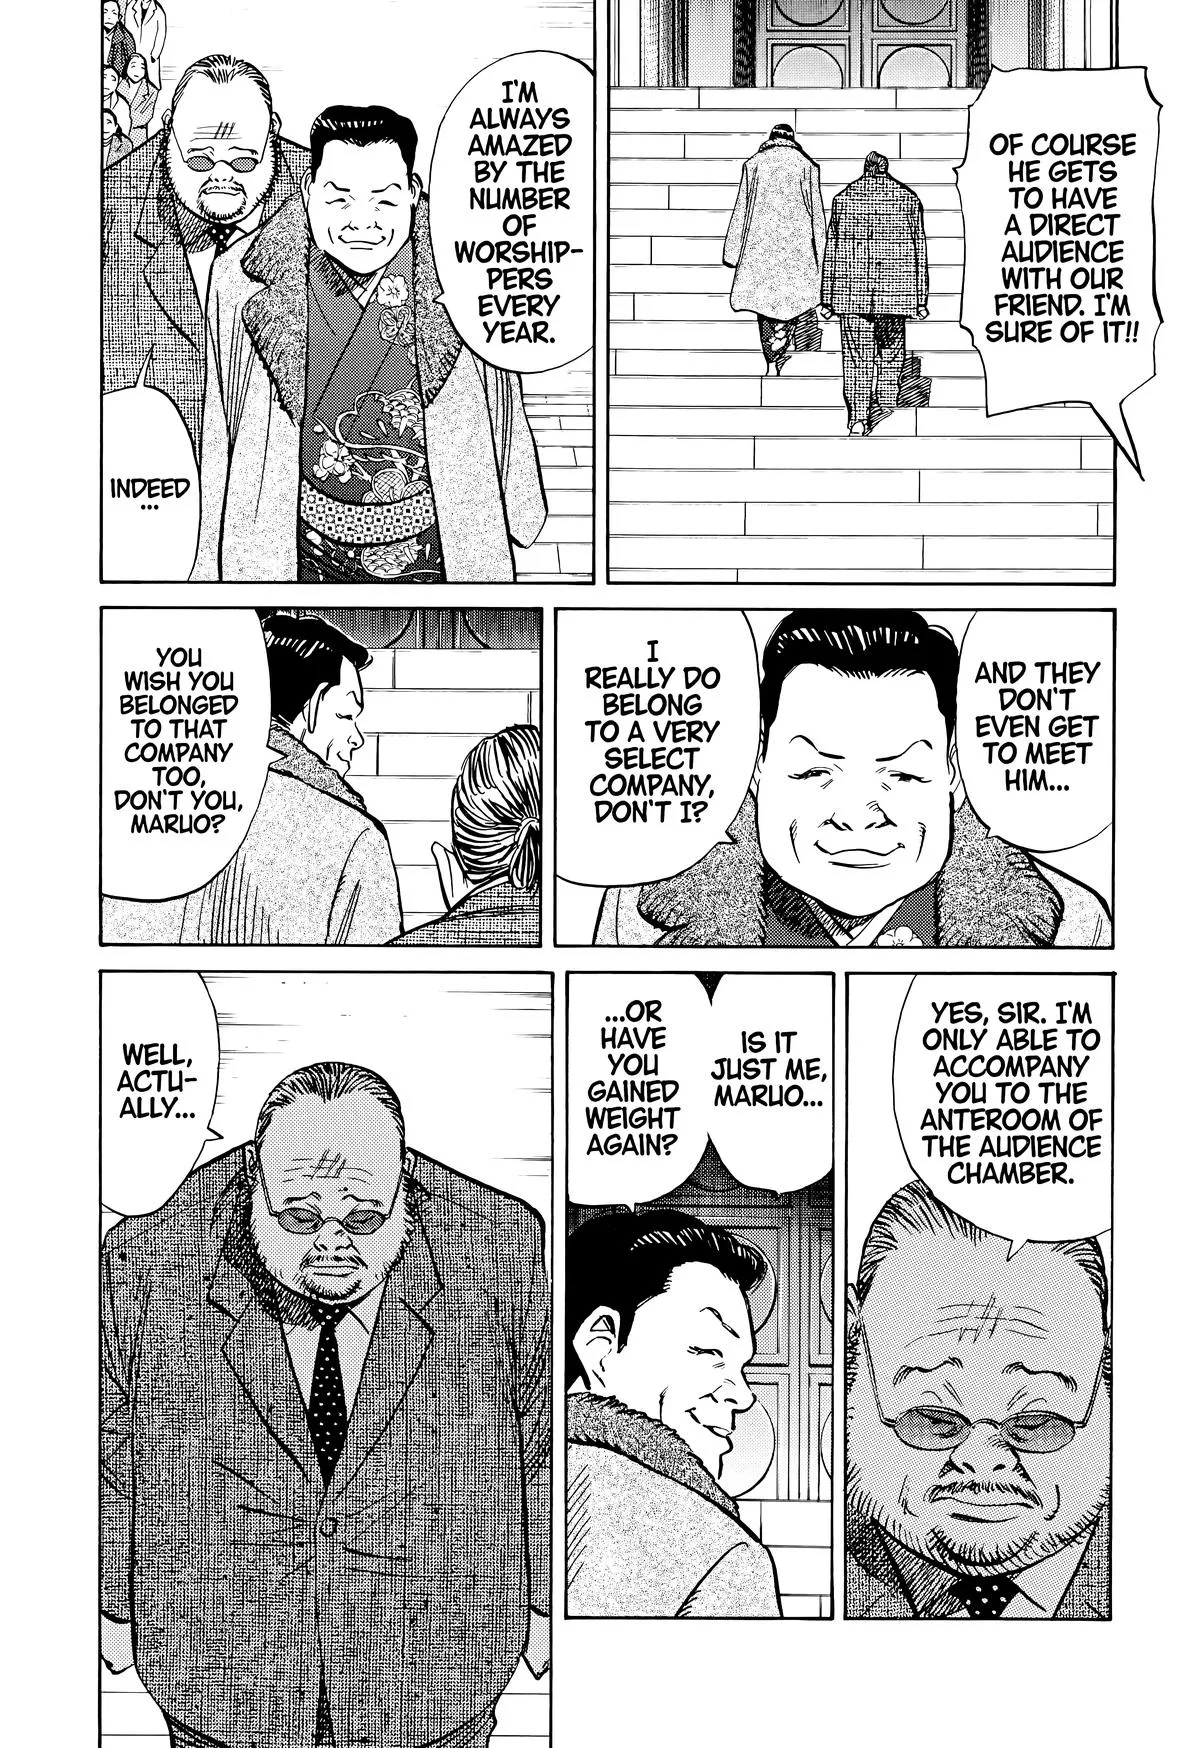 OF COURSE
HE GETS
TO HAVE
A DIRECT
AUDIENCE
WITH OUR
FRIEND. I'M
SURE OF IT!!
I'M
ALWAYS
AMAZED
BY THE
NUMBER
OF
WORSHIP-
PERS
EVERY
YEAR.
INDEED
...
AND THEY
DON'T
EVEN GET
TO MEET
HIM...
I
REALLY DO
BELONG
TO A VERY
SELECT
COMPANY,
DON'T I?
YOU
WISH YOU
BELONGED
TO THAT
COMPANY
TOO,
DON'T YOU,
MARUO?
YES, SIR. I'M
ONLY ABLE TO
ACCOMPANY
YOU TO THE
ANTEROOM OF
THE AUDIENCE
CHAMBER.
IS IT
JUST ME,
MARUO...
...OR
HAVE
YOU
GAINED
WEIGHT
AGAIN?
WELL,
ACTU-
ALLY...